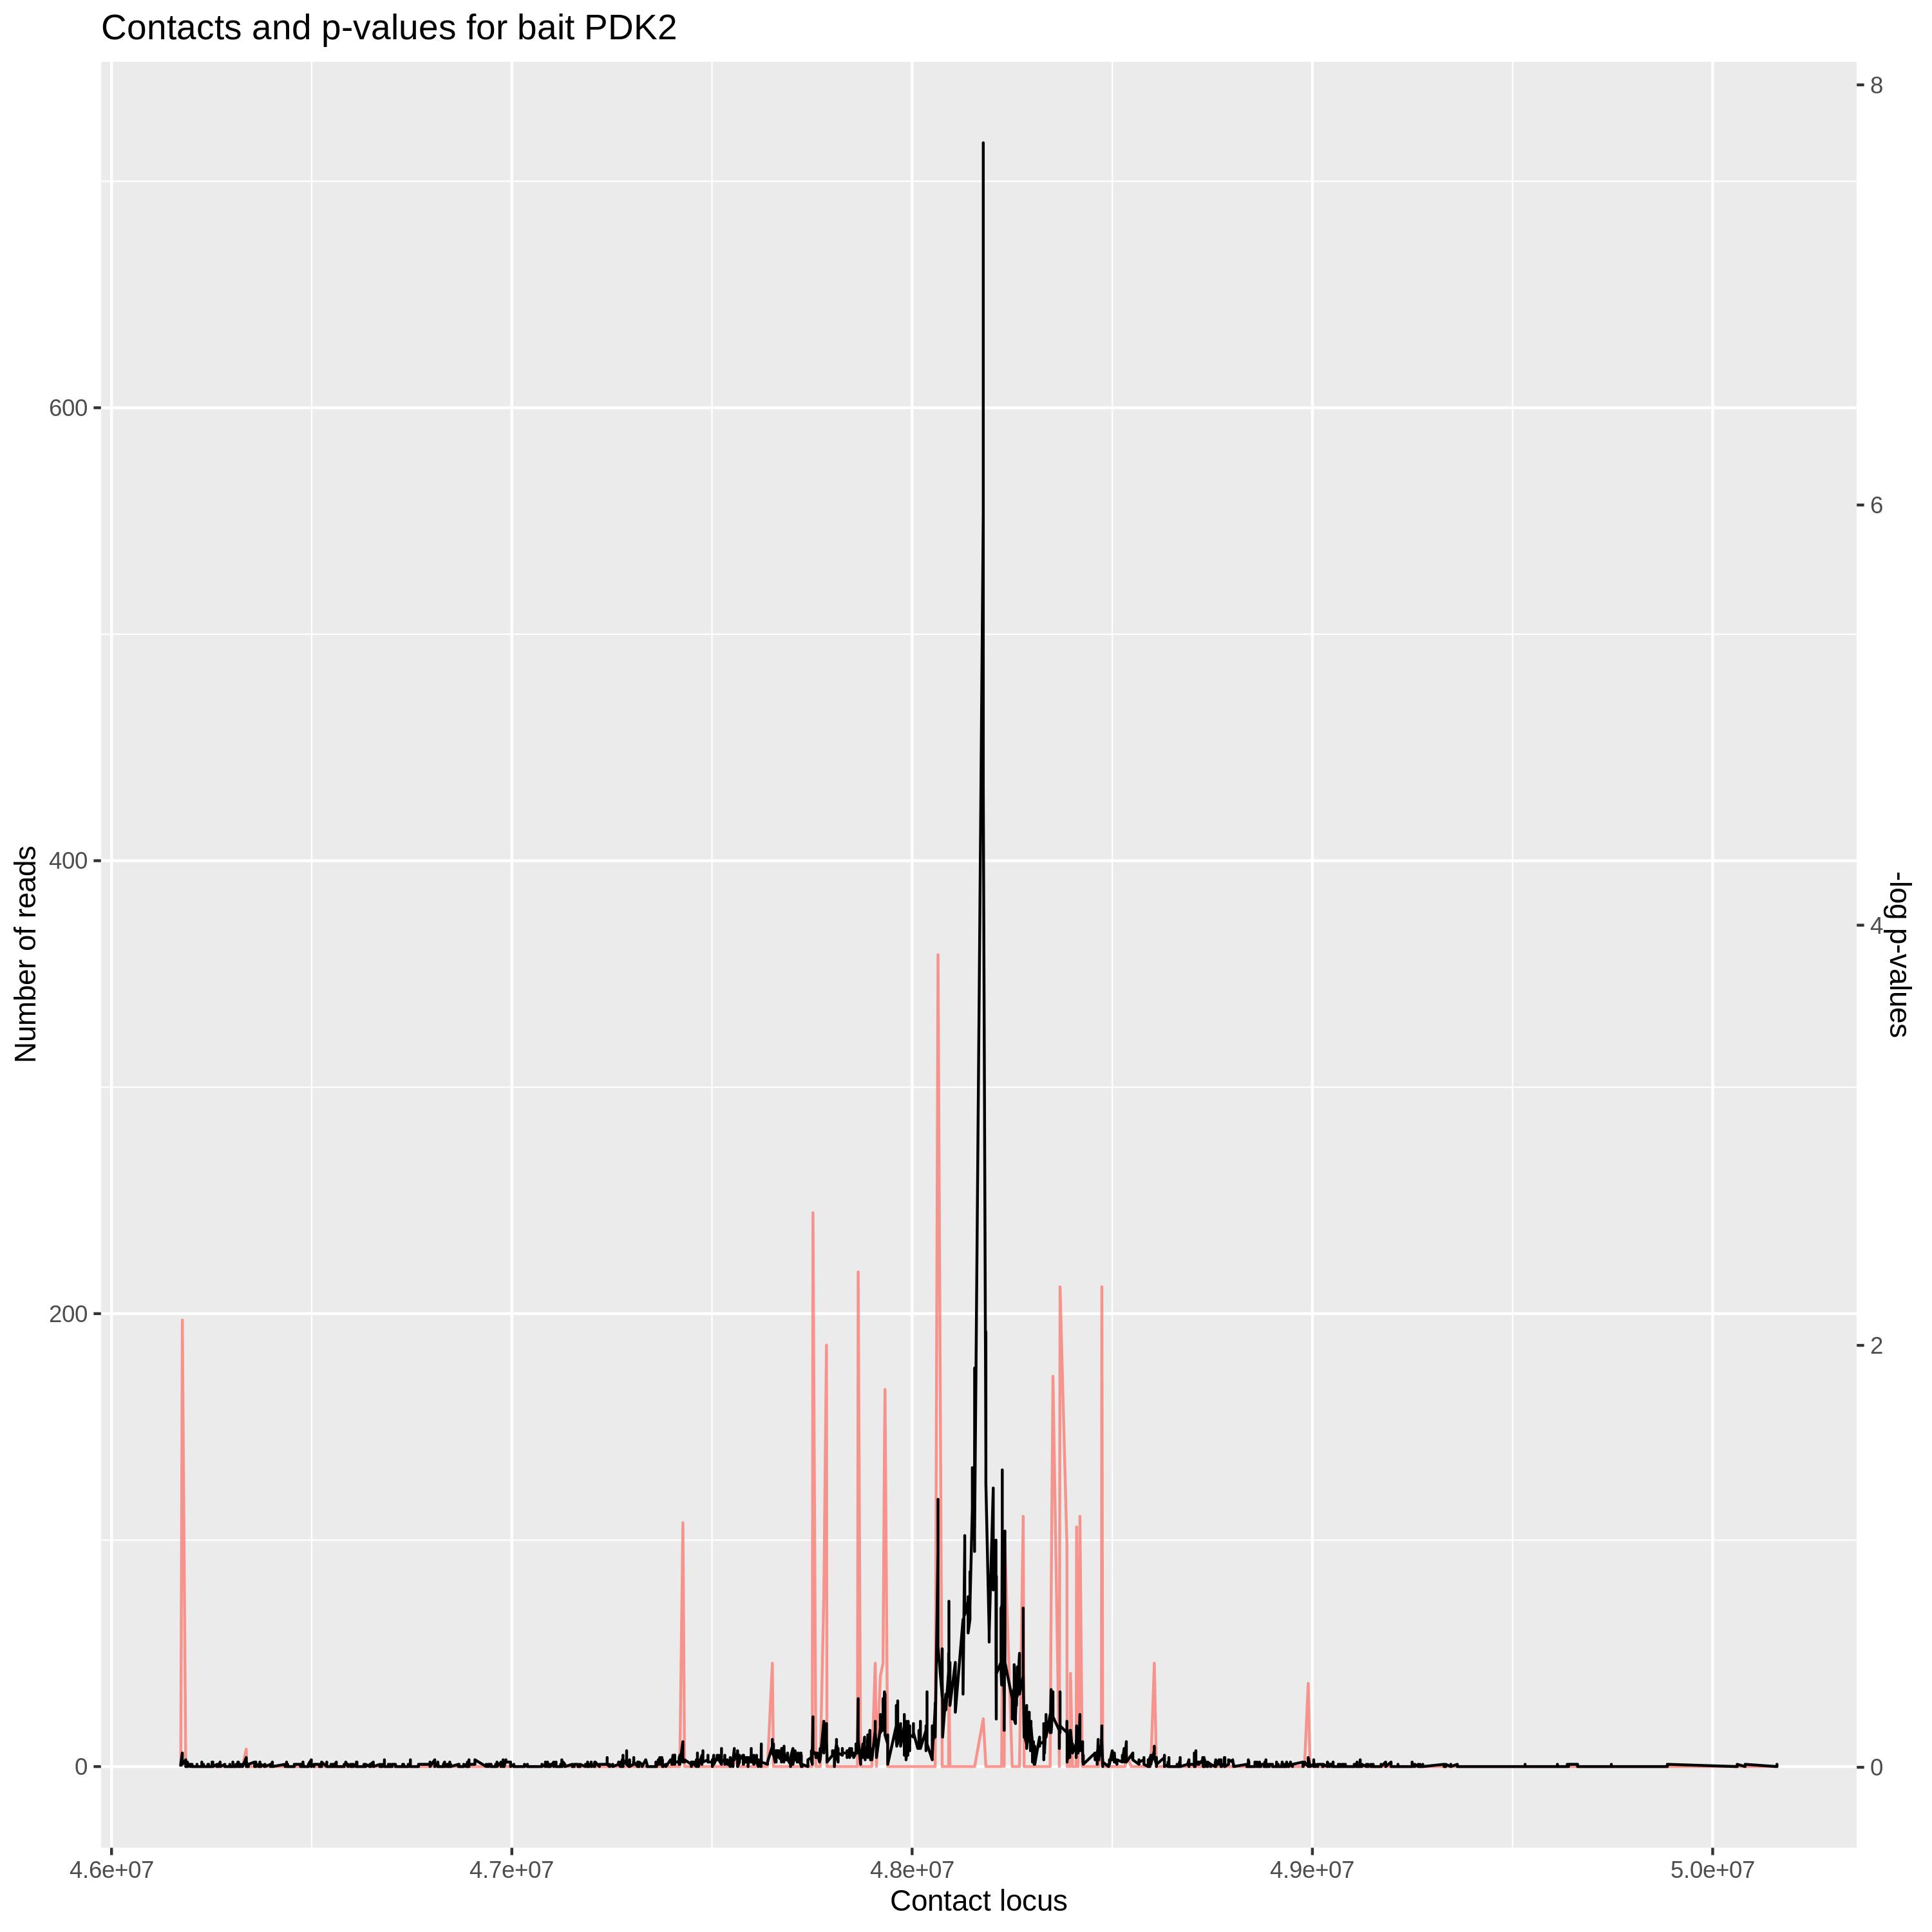 Contacts and p-values for bait PDK2
8
6
4
2
0
-log p-values
600
400
200
0
Number of reads
4.6e+07
4.7e+07
4.8e+07
4.9e+07
5.0e+07
Contact locus